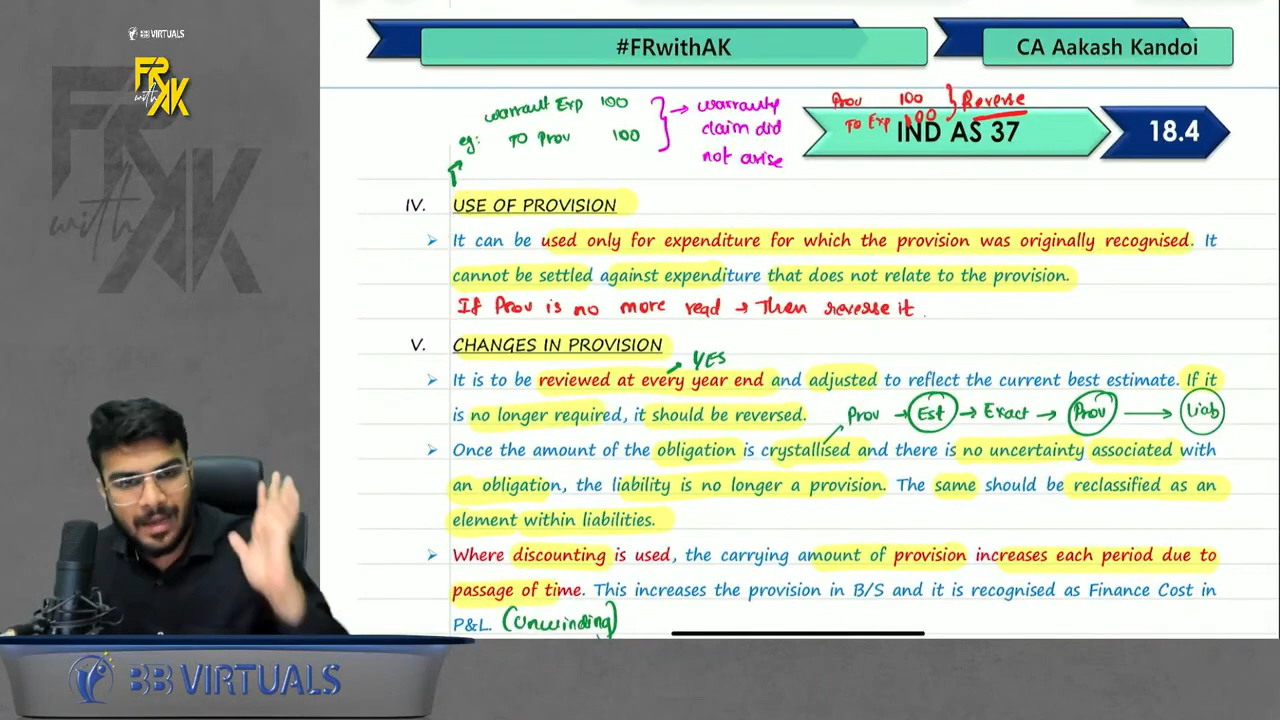 BB VIRTUALS
FR
with
AK
FR
with
AK
#FRwithAK
CA Aakash Kandoi
IND AS 37
18.4
eg: warrant Exp 100
TO Prov 100
→ warranty
claim did
not arise
Prov 100
To Exp 100
Reverse
IV. USE OF PROVISION
➢ It can be used only for expenditure for which the provision was originally recognised. It
cannot be settled against expenditure that does not relate to the provision.
If Prov is no more reqd → Then reverse it.
V. CHANGES IN PROVISION
YES
➢ It is to be reviewed at every year end and adjusted to reflect the current best estimate. If it
is no longer required, it should be reversed.
Prov → Est → Exact → Prov → Liab
➢ Once the amount of the obligation is crystallised and there is no uncertainty associated with
an obligation, the liability is no longer a provision. The same should be reclassified as an
element within liabilities.
➢ Where discounting is used, the carrying amount of provision increases each period due to
passage of time. This increases the provision in B/S and it is recognised as Finance Cost in
P&L. (Unwinding)
BB VIRTUALS